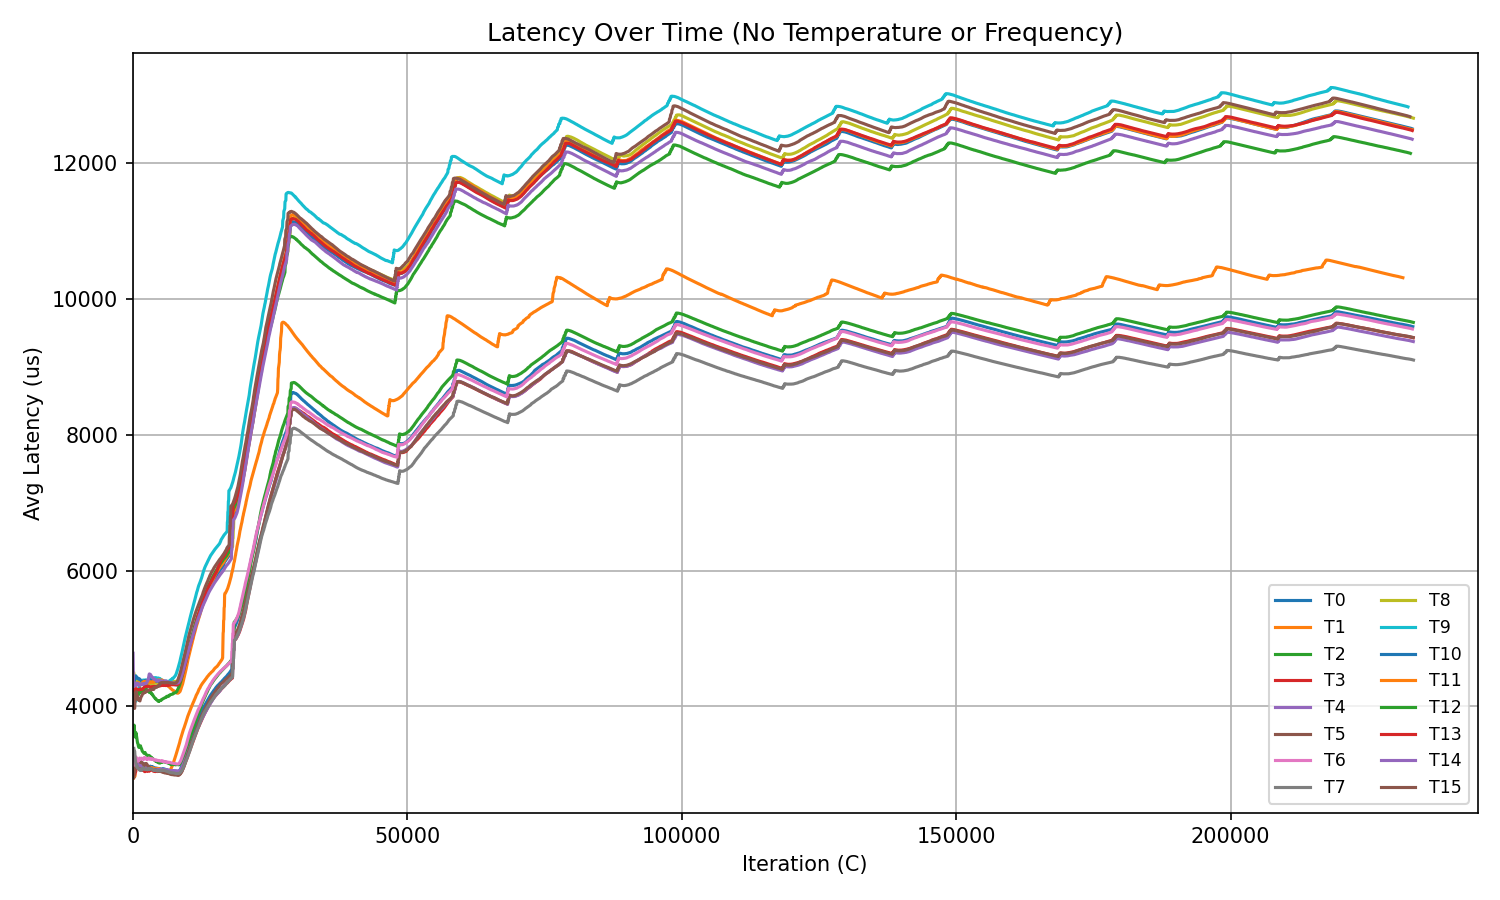 Latency Over Time (No Temperature or Frequency)
Avg Latency (us)
12000
10000
8000
6000
4000
0
50000
100000
150000
200000
Iteration (C)
T0
T1
T2
T3
T4
T5
T6
T7
T8
T9
T10
T11
T12
T13
T14
T15